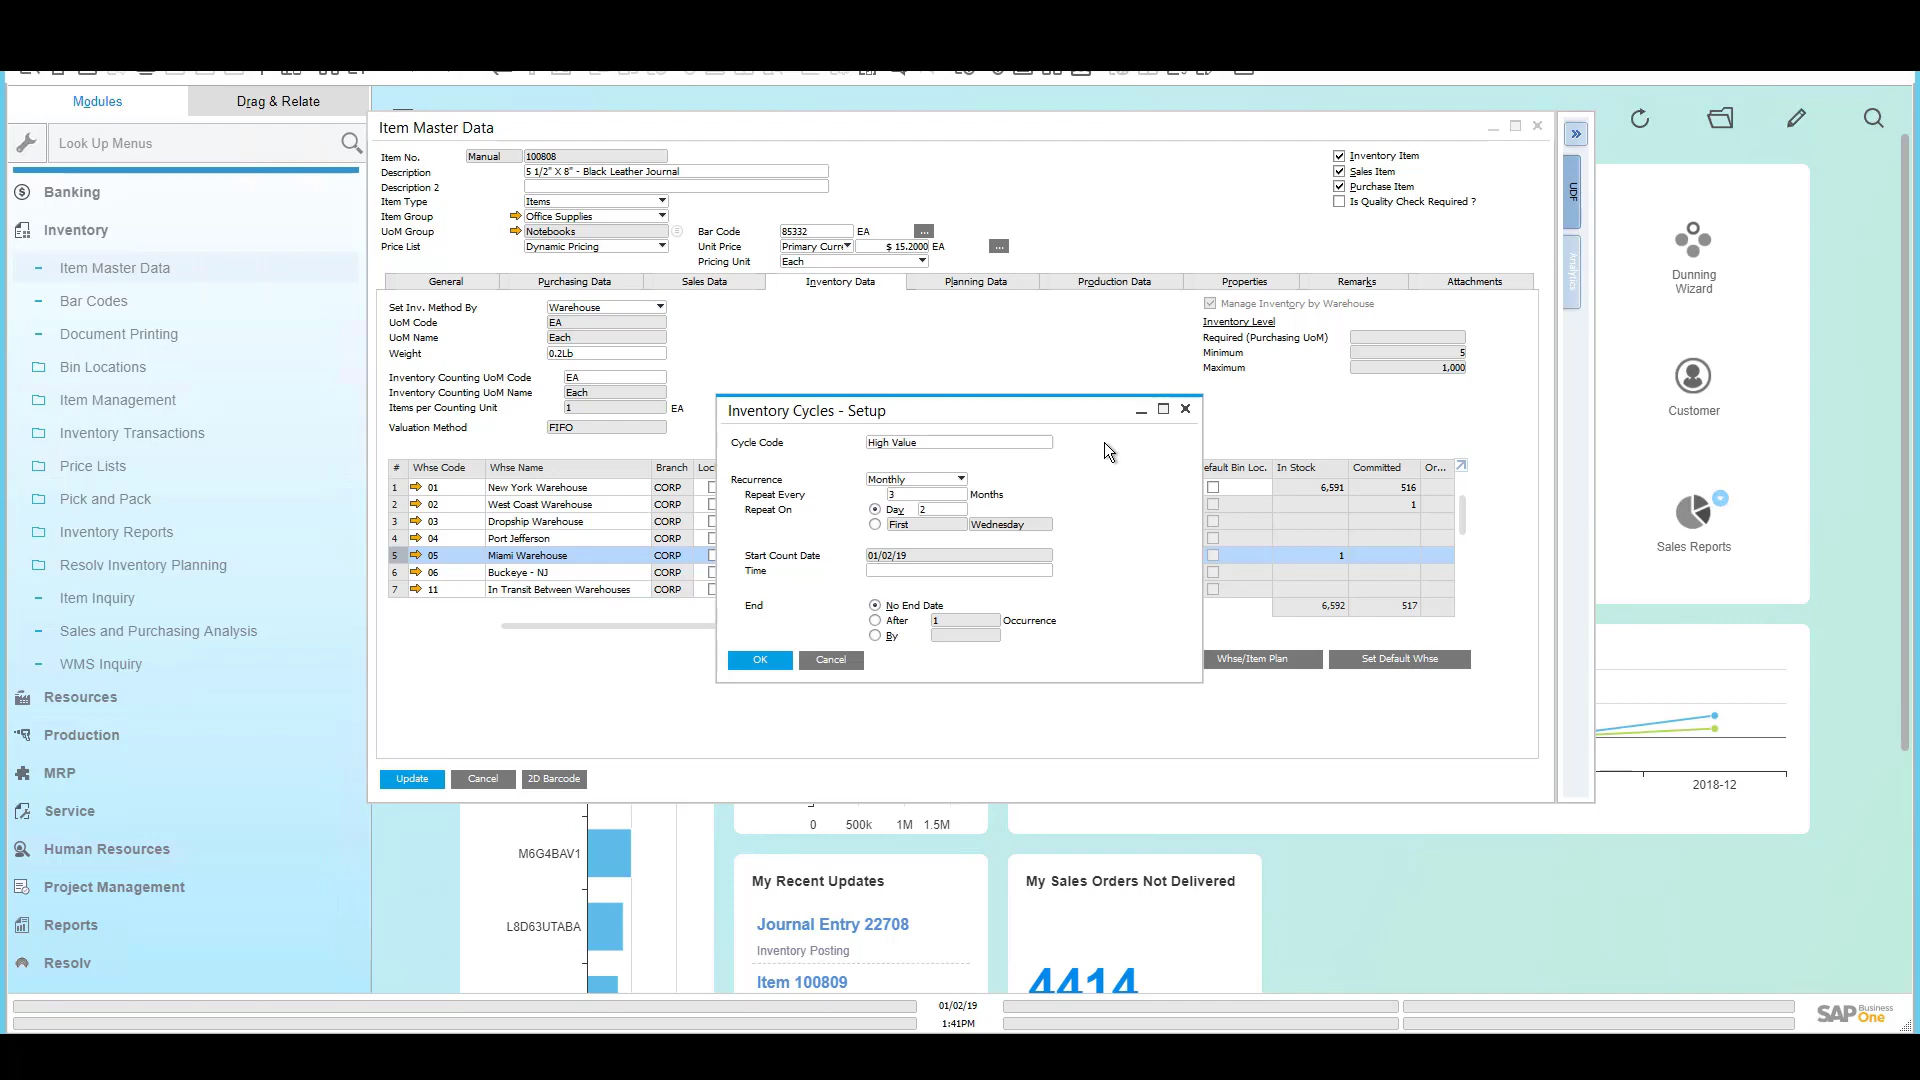 Modules
Drag & Relate
Look Up Menus
Banking
Inventory
Item Master Data
Bar Codes
Document Printing
Bin Locations
Item Management
Inventory Transactions
Price Lists
Pick and Pack
Inventory Reports
Resolv Inventory Planning
Item Inquiry
Sales and Purchasing Analysis
WMS Inquiry
Resources
Production
MRP
Service
Human Resources
Project Management
Reports
Resolv
Item Master Data
Item No. Manual 100808
Description 5 1/2" X 8" - Black Leather Journal
Description 2
Item Type Items
Item Group Office Supplies
UoM Group Notebooks Bar Code 85332 EA ...
Price List Dynamic Pricing Unit Price Primary Curr $ 15.2000 EA ...
Pricing Unit Each
Inventory Item
Sales Item
Purchase Item
Is Quality Check Required ?
UDF
Analytics
General Purchasing Data Sales Data Inventory Data Planning Data Production Data Properties Remarks Attachments
Set Inv. Method By Warehouse
UoM Code EA
UoM Name Each
Weight 0.2Lb
Inventory Counting UoM Code EA
Inventory Counting UoM Name Each
Items per Counting Unit 1 EA
Valuation Method FIFO
Manage Inventory by Warehouse
Inventory Level
Required (Purchasing UoM)
Minimum 5
Maximum 1,000
# Whse Code Whse Name Branch Loc efault Bin Loc. In Stock Committed Or...
1 01 New York Warehouse CORP 6,591 516
2 02 West Coast Warehouse CORP 1
3 03 Dropship Warehouse CORP
4 04 Port Jefferson CORP
5 05 Miami Warehouse CORP 1
6 06 Buckeye - NJ CORP
7 11 In Transit Between Warehouses CORP
6,592 517
Whse/Item Plan Set Default Whse
Update Cancel 2D Barcode
Inventory Cycles - Setup
Cycle Code High Value
Recurrence Monthly
Repeat Every 3 Months
Repeat On Day 2
First Wednesday
Start Count Date 01/02/19
Time
End No End Date
After 1 Occurrence
By
OK Cancel
Dunning
Wizard
Customer
Sales Reports
2018-12
0 500k 1M 1.5M
M6G4BAV1
L8D63UTABA
My Recent Updates
Journal Entry 22708
Inventory Posting
Item 100809
My Sales Orders Not Delivered
4414
01/02/19
1:41PM
SAP Business One